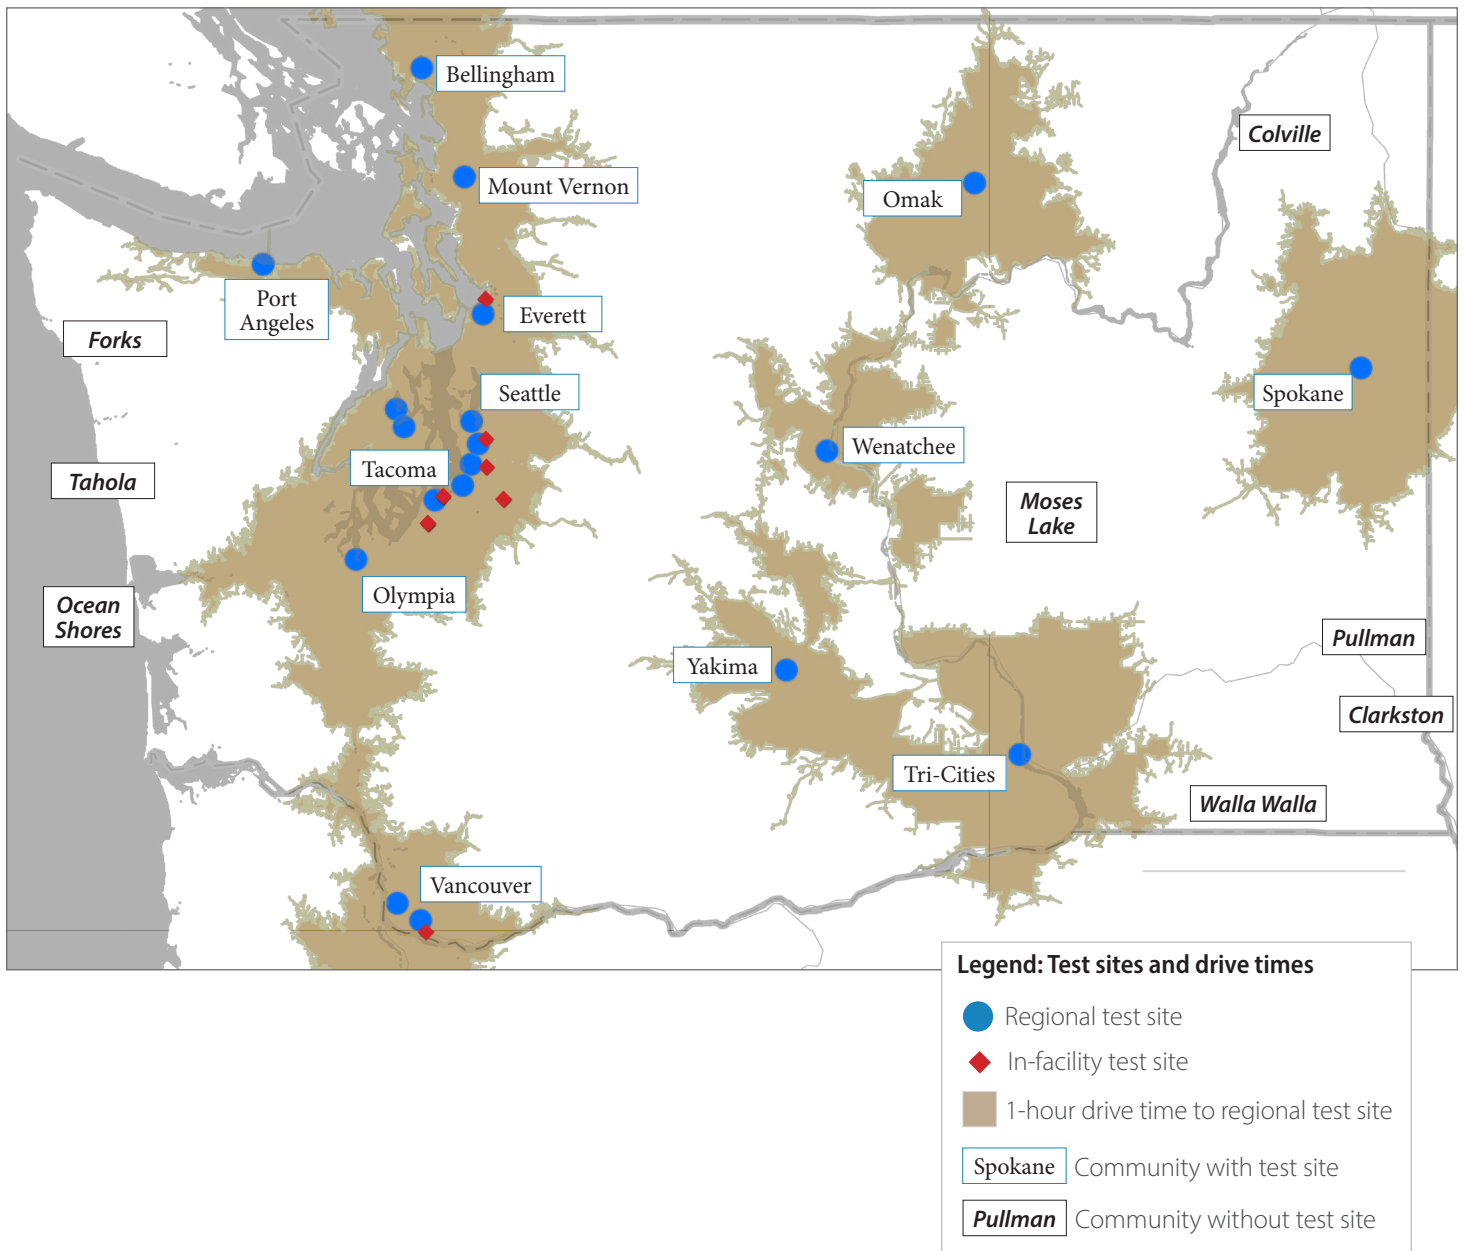 Bellingham
Colville
Mount Vernon
Omak
Port
Angeles
Everett
Forks
Seattle
Spokane
Wenatchee
Tacoma
Tahola
Moses
Lake
Olympia
Ocean
Shores
Pullman
Yakima
Clarkston
Tri-Cities
Walla Walla
Vancouver
Legend: Test sites and drive times
Regional test site
In-facility test site
1-hour drive time to regional test site
Spokane Community with test site
Pullman Community without test site